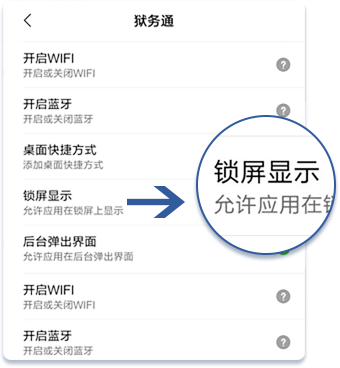 狱务通
开启WIFI
开启或关闭WIFI
?
开启蓝牙
开启或关闭蓝牙
?
桌面快捷方式
添加桌面快捷方式
锁屏显示
允许应用在锁屏上显示
锁屏显示
允许应用在锁
后台弹出界面
允许应用在后台弹出界面
开启WIFI
开启或关闭WIFI
?
开启蓝牙
开启或关闭蓝牙
?